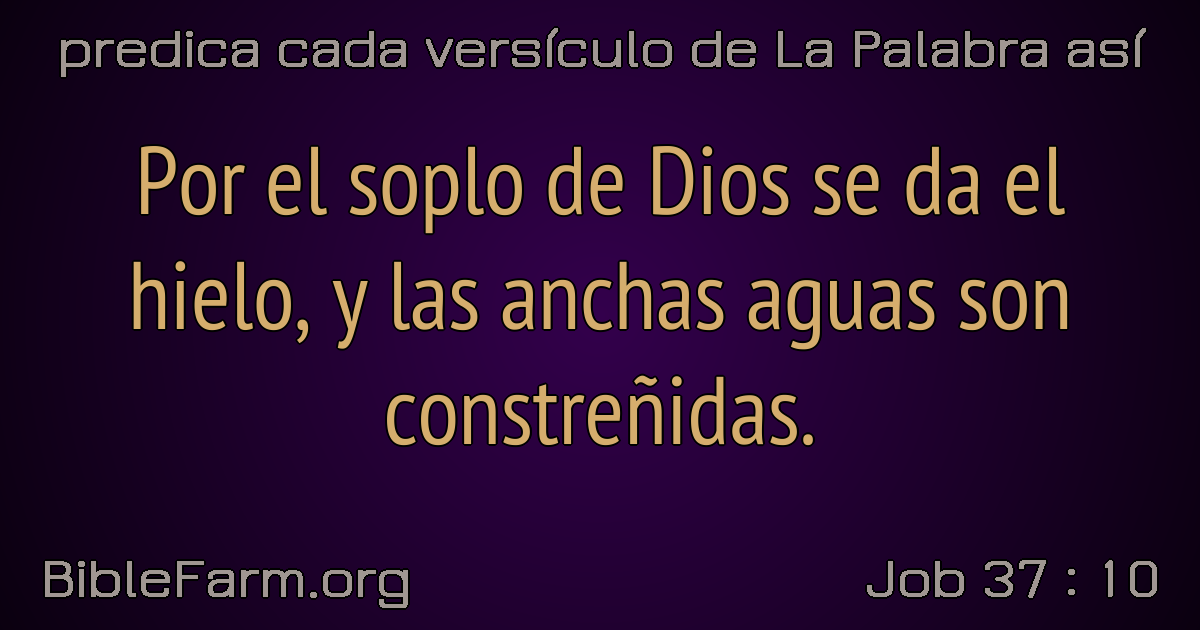 predica cada versículo de La Palabra así
Por el soplo de Dios se da el
hielo, y las anchas aguas son
constreñidas.
BibleFarm.org
Job 37 : 10